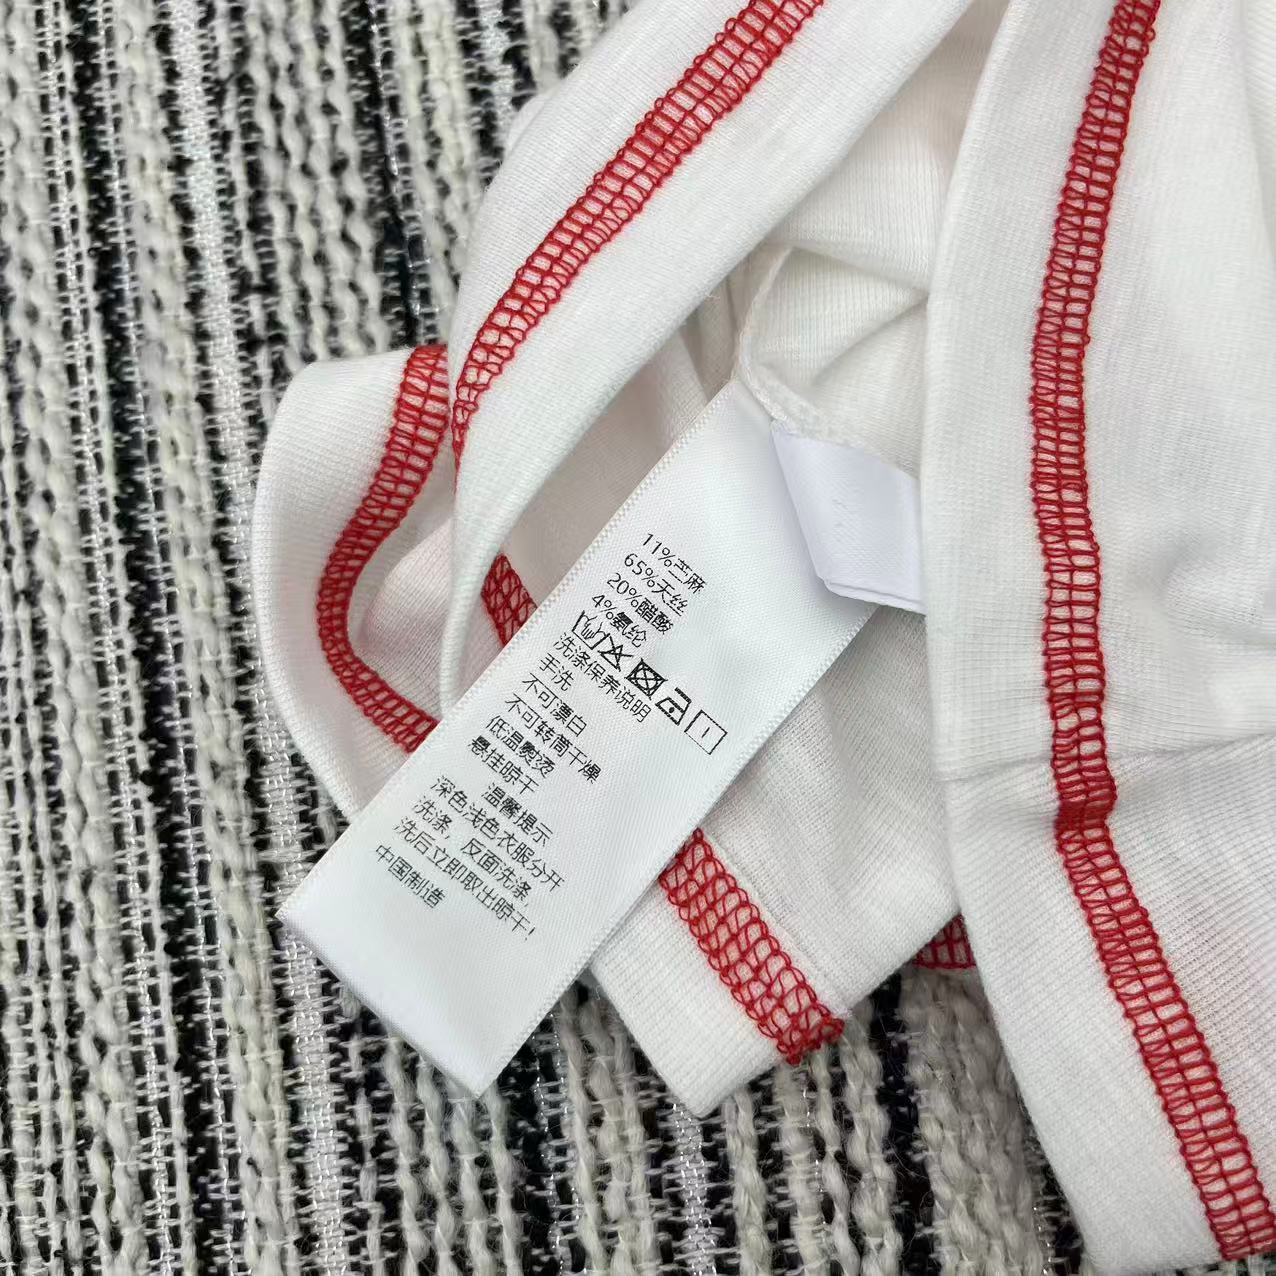 11%芝麻
65%天丝
20%醋酸
4%氨纶
洗涤保养说明
手洗
不可漂白
不可转筒干燥
低温熨烫
悬挂晾干
温馨提示
深色浅色衣服分开
洗涤，反面洗涤，
洗后立即取出晾干!
中国制造